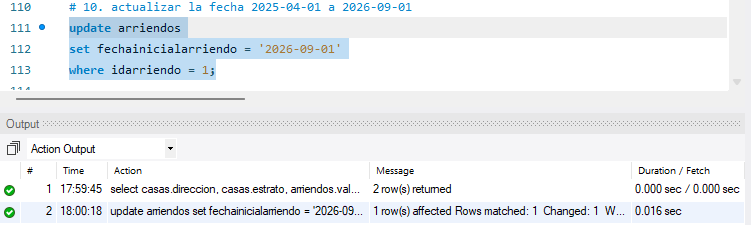 110 # 10. actualizar la fecha 2025-04-01 a 2026-09-01
111 update arriendos
112 set fechainicialarriendo = '2026-09-01'
113 where idarriendo = 1;
Output
Action Output
# Time Action Message Duration / Fetch
1 17:59:45 select casas.direccion, casas.estrato, arriendos.val... 2 row(s) returned 0.000 sec / 0.000 sec
2 18:00:18 update arriendos set fechainicialarriendo = '2026-09... 1 row(s) affected Rows matched: 1 Changed: 1 W... 0.016 sec